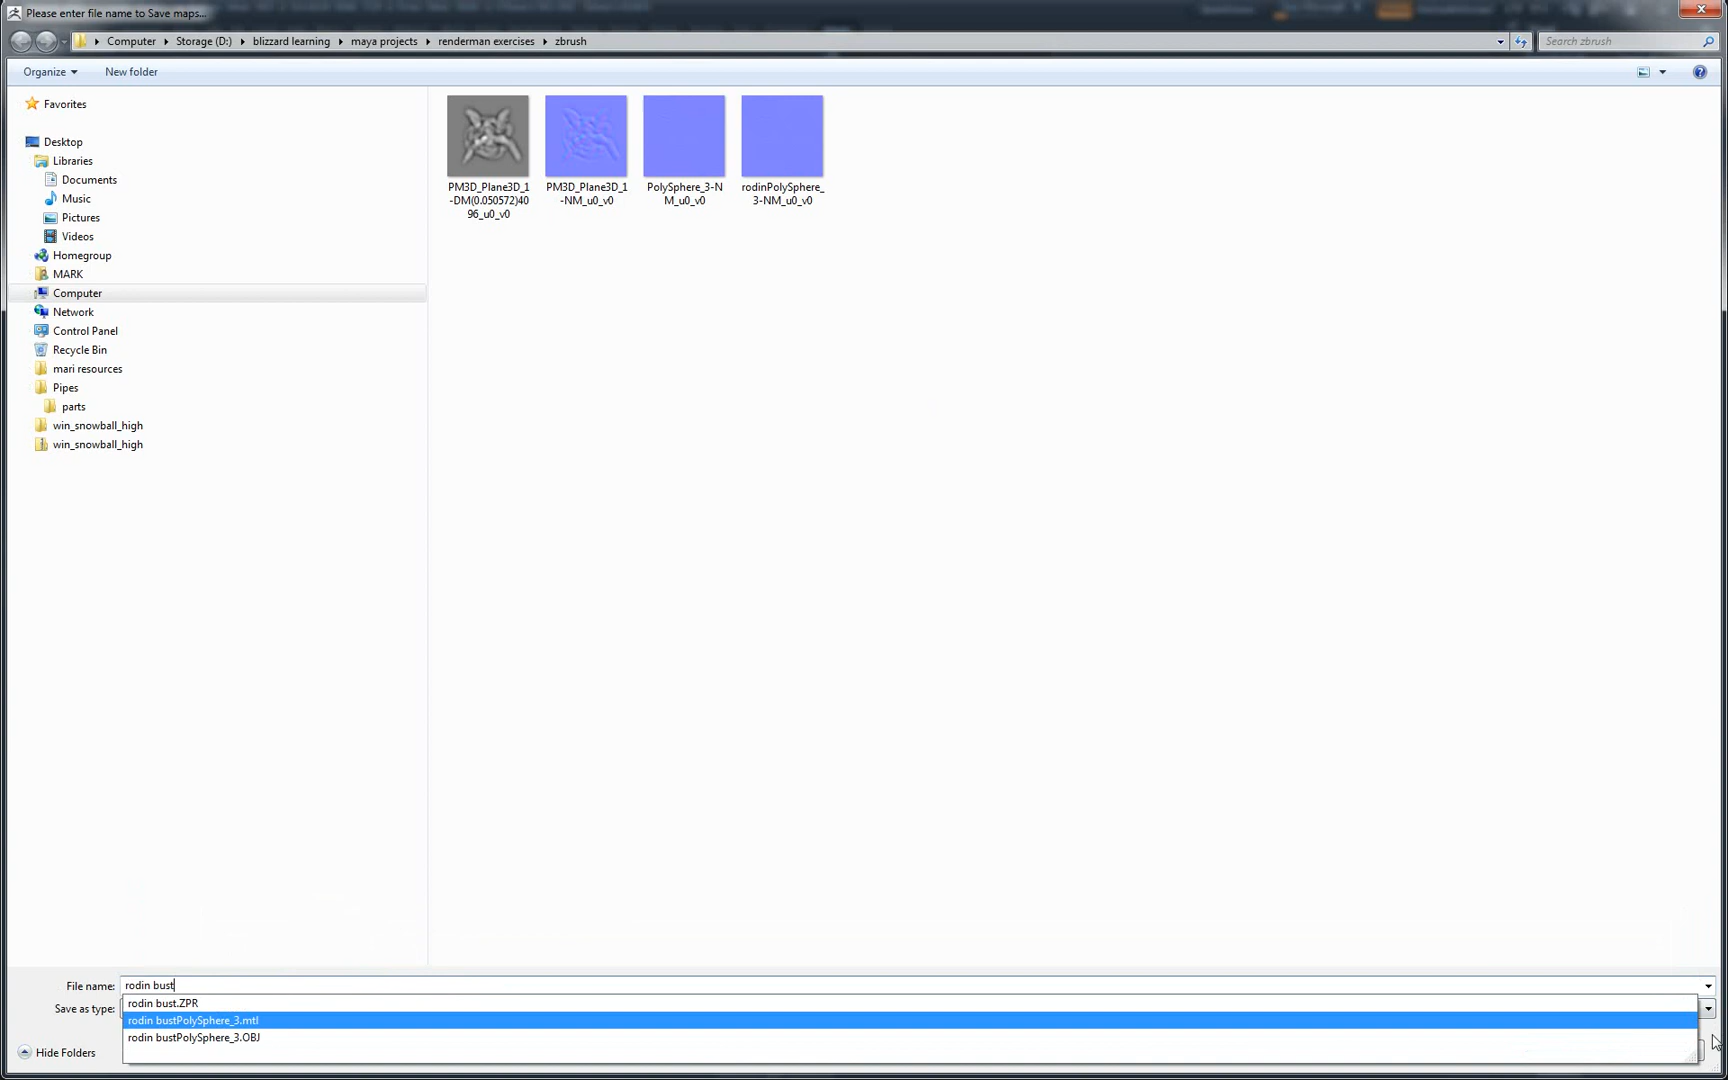 Please enter file name to Save maps...
Computer Storage (D:) blizzard learning maya projects renderman exercises zbrush
Search zbrush
Organize New folder
Favorites
Desktop
Libraries
Documents
Music
Pictures
Videos
Homegroup
MARK
Computer
Network
Control Panel
Recycle Bin
mari resources
Pipes
parts
win_snowball_high
win_snowball_high
PM3D_Plane3D_1
-DM(0.050572)40
96_u0_v0
PM3D_Plane3D_1
-NM_u0_v0
PolySphere_3-N
M_u0_v0
rodinPolySphere_
3-NM_u0_v0
File name: rodin bust
Save as type:
rodin bust.ZPR
rodin bustPolySphere_3.mtl
rodin bustPolySphere_3.OBJ
Hide Folders